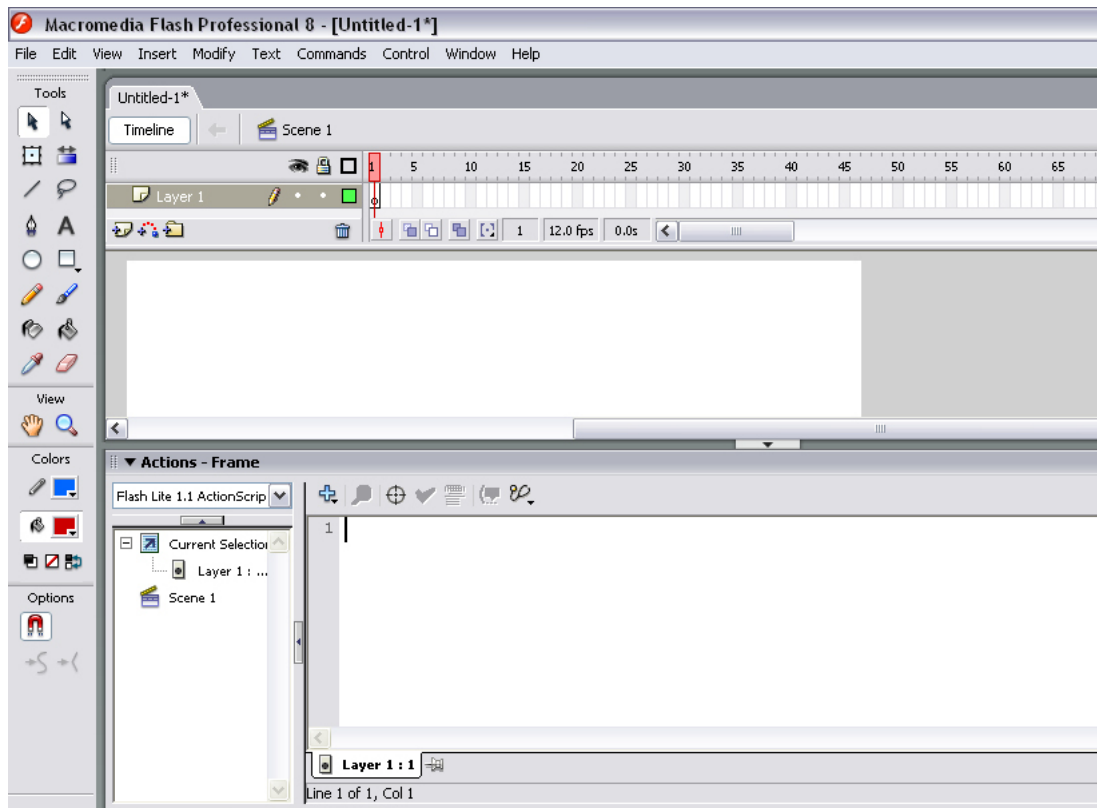 Macromedia Flash Professional 8 - [Untitled-1*]
File Edit View Insert Modify Text Commands Control Window Help
Tools
Untitled-1*
Timeline Scene 1
1 5 10 15 20 25 30 35 40 45 50 55 60 65
Layer 1
1 12.0 fps 0.0s
A
View
Colors
Options
Actions - Frame
Flash Lite 1.1 ActionScrip
1
Current Selection
Layer 1 : ...
Scene 1
Layer 1 : 1
Line 1 of 1, Col 1